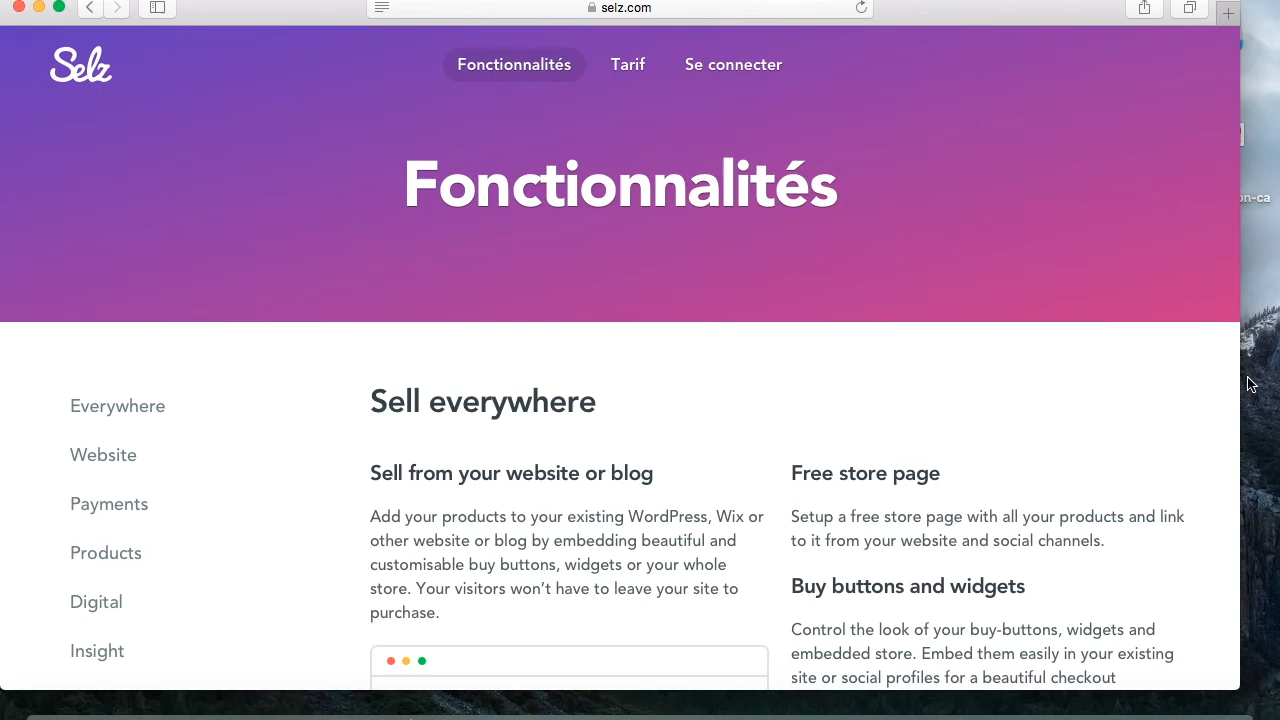 selz.com
Selz
Fonctionnalités
Tarif
Se connecter
Fonctionnalités
on-ca
Everywhere
Website
Payments
Products
Digital
Insight
Sell everywhere
Sell from your website or blog
Add your products to your existing WordPress, Wix or
other website or blog by embedding beautiful and
customisable buy buttons, widgets or your whole
store. Your visitors won’t have to leave your site to
purchase.
Free store page
Setup a free store page with all your products and link
to it from your website and social channels.
Buy buttons and widgets
Control the look of your buy-buttons, widgets and
embedded store. Embed them easily in your existing
site or social profiles for a beautiful checkout